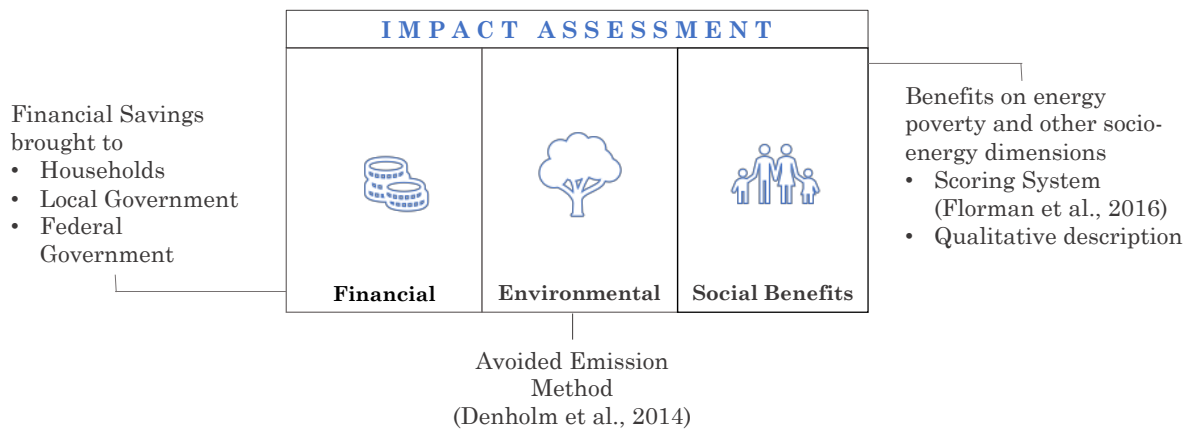 IMPACT ASSESSMENT
Financial Savings
brought to
• Households
• Local Government
• Federal
Government
Financial
Environmental
Social Benefits
Benefits on energy
poverty and other socio-
energy dimensions
• Scoring System
(Florman et al., 2016)
• Qualitative description
Avoided Emission
Method
(Denholm et al., 2014)